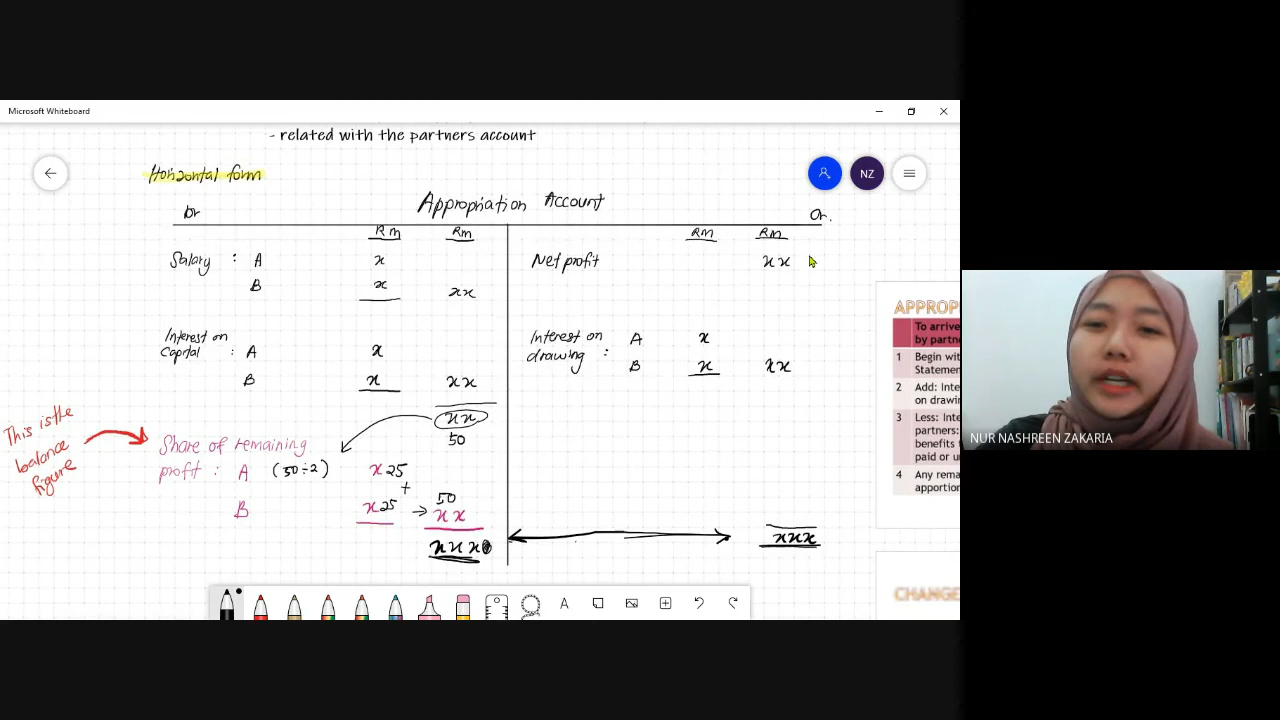 Microsoft Whiteboard
- related with the partners account
Horizontal form
NZ
Appropriation Account
Dr
Cr.
Rm Rm
Rm Rm
Salary : A x
B x xx
Net profit xx
Interest on
Capital : A x
B x xx
Interest on
drawing : A x
B x xx
xx
50
This is the
balance
figure
Share of remaining
profit : A (50÷2) x 25
+
B x 25 → 50
xx
xxx
xxx
APPROP
To arrive
by partn
1 Begin wit
Statemen
2 Add: Inte
on drawin
3 Less: Inte
partners:
benefits t
paid or u
4 Any rema
apportion
CHANGE
A
NUR NASHREEN ZAKARIA